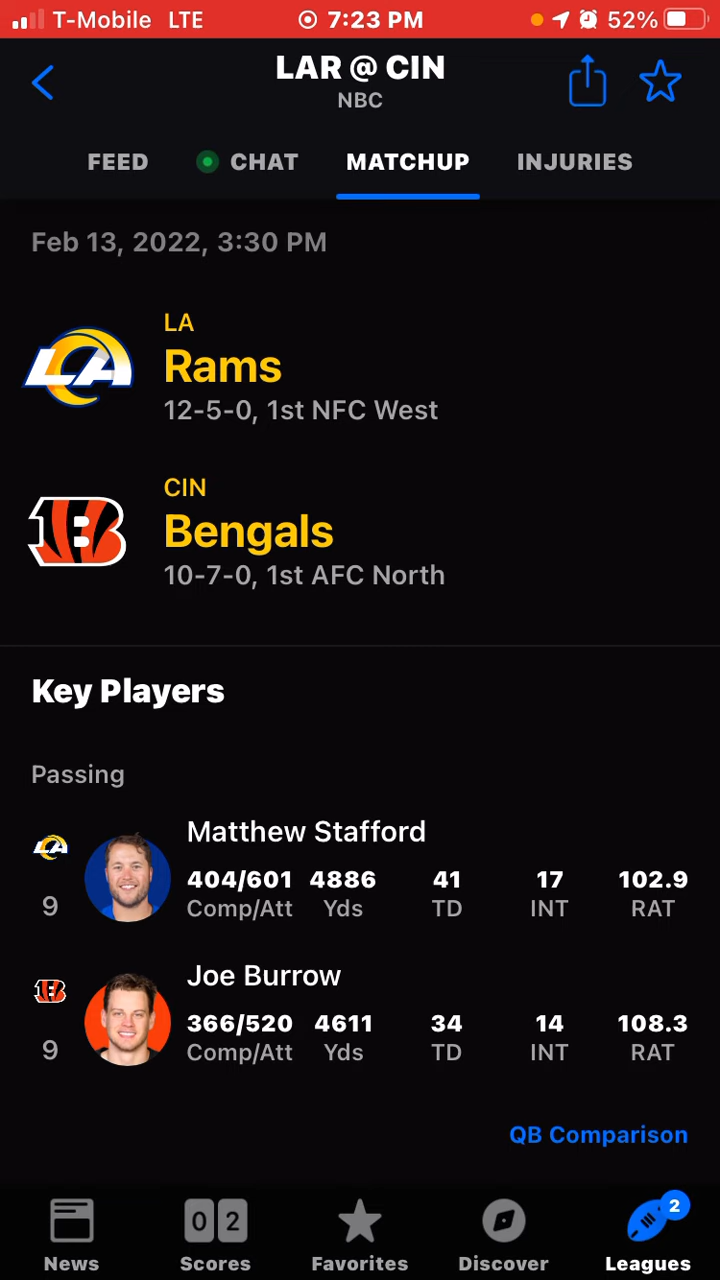 T-Mobile LTE 7:23 PM 52%
LAR @ CIN
NBC
FEED CHAT MATCHUP INJURIES
Feb 13, 2022, 3:30 PM
LA
LA Rams
12-5-0, 1st NFC West
CIN
B Bengals
10-7-0, 1st AFC North
Key Players
Passing
LA Matthew Stafford
404/601 4886 41 17 102.9
9 Comp/Att Yds TD INT RAT
B Joe Burrow
366/520 4611 34 14 108.3
9 Comp/Att Yds TD INT RAT
QB Comparison
0 2 2
News Scores Favorites Discover Leagues